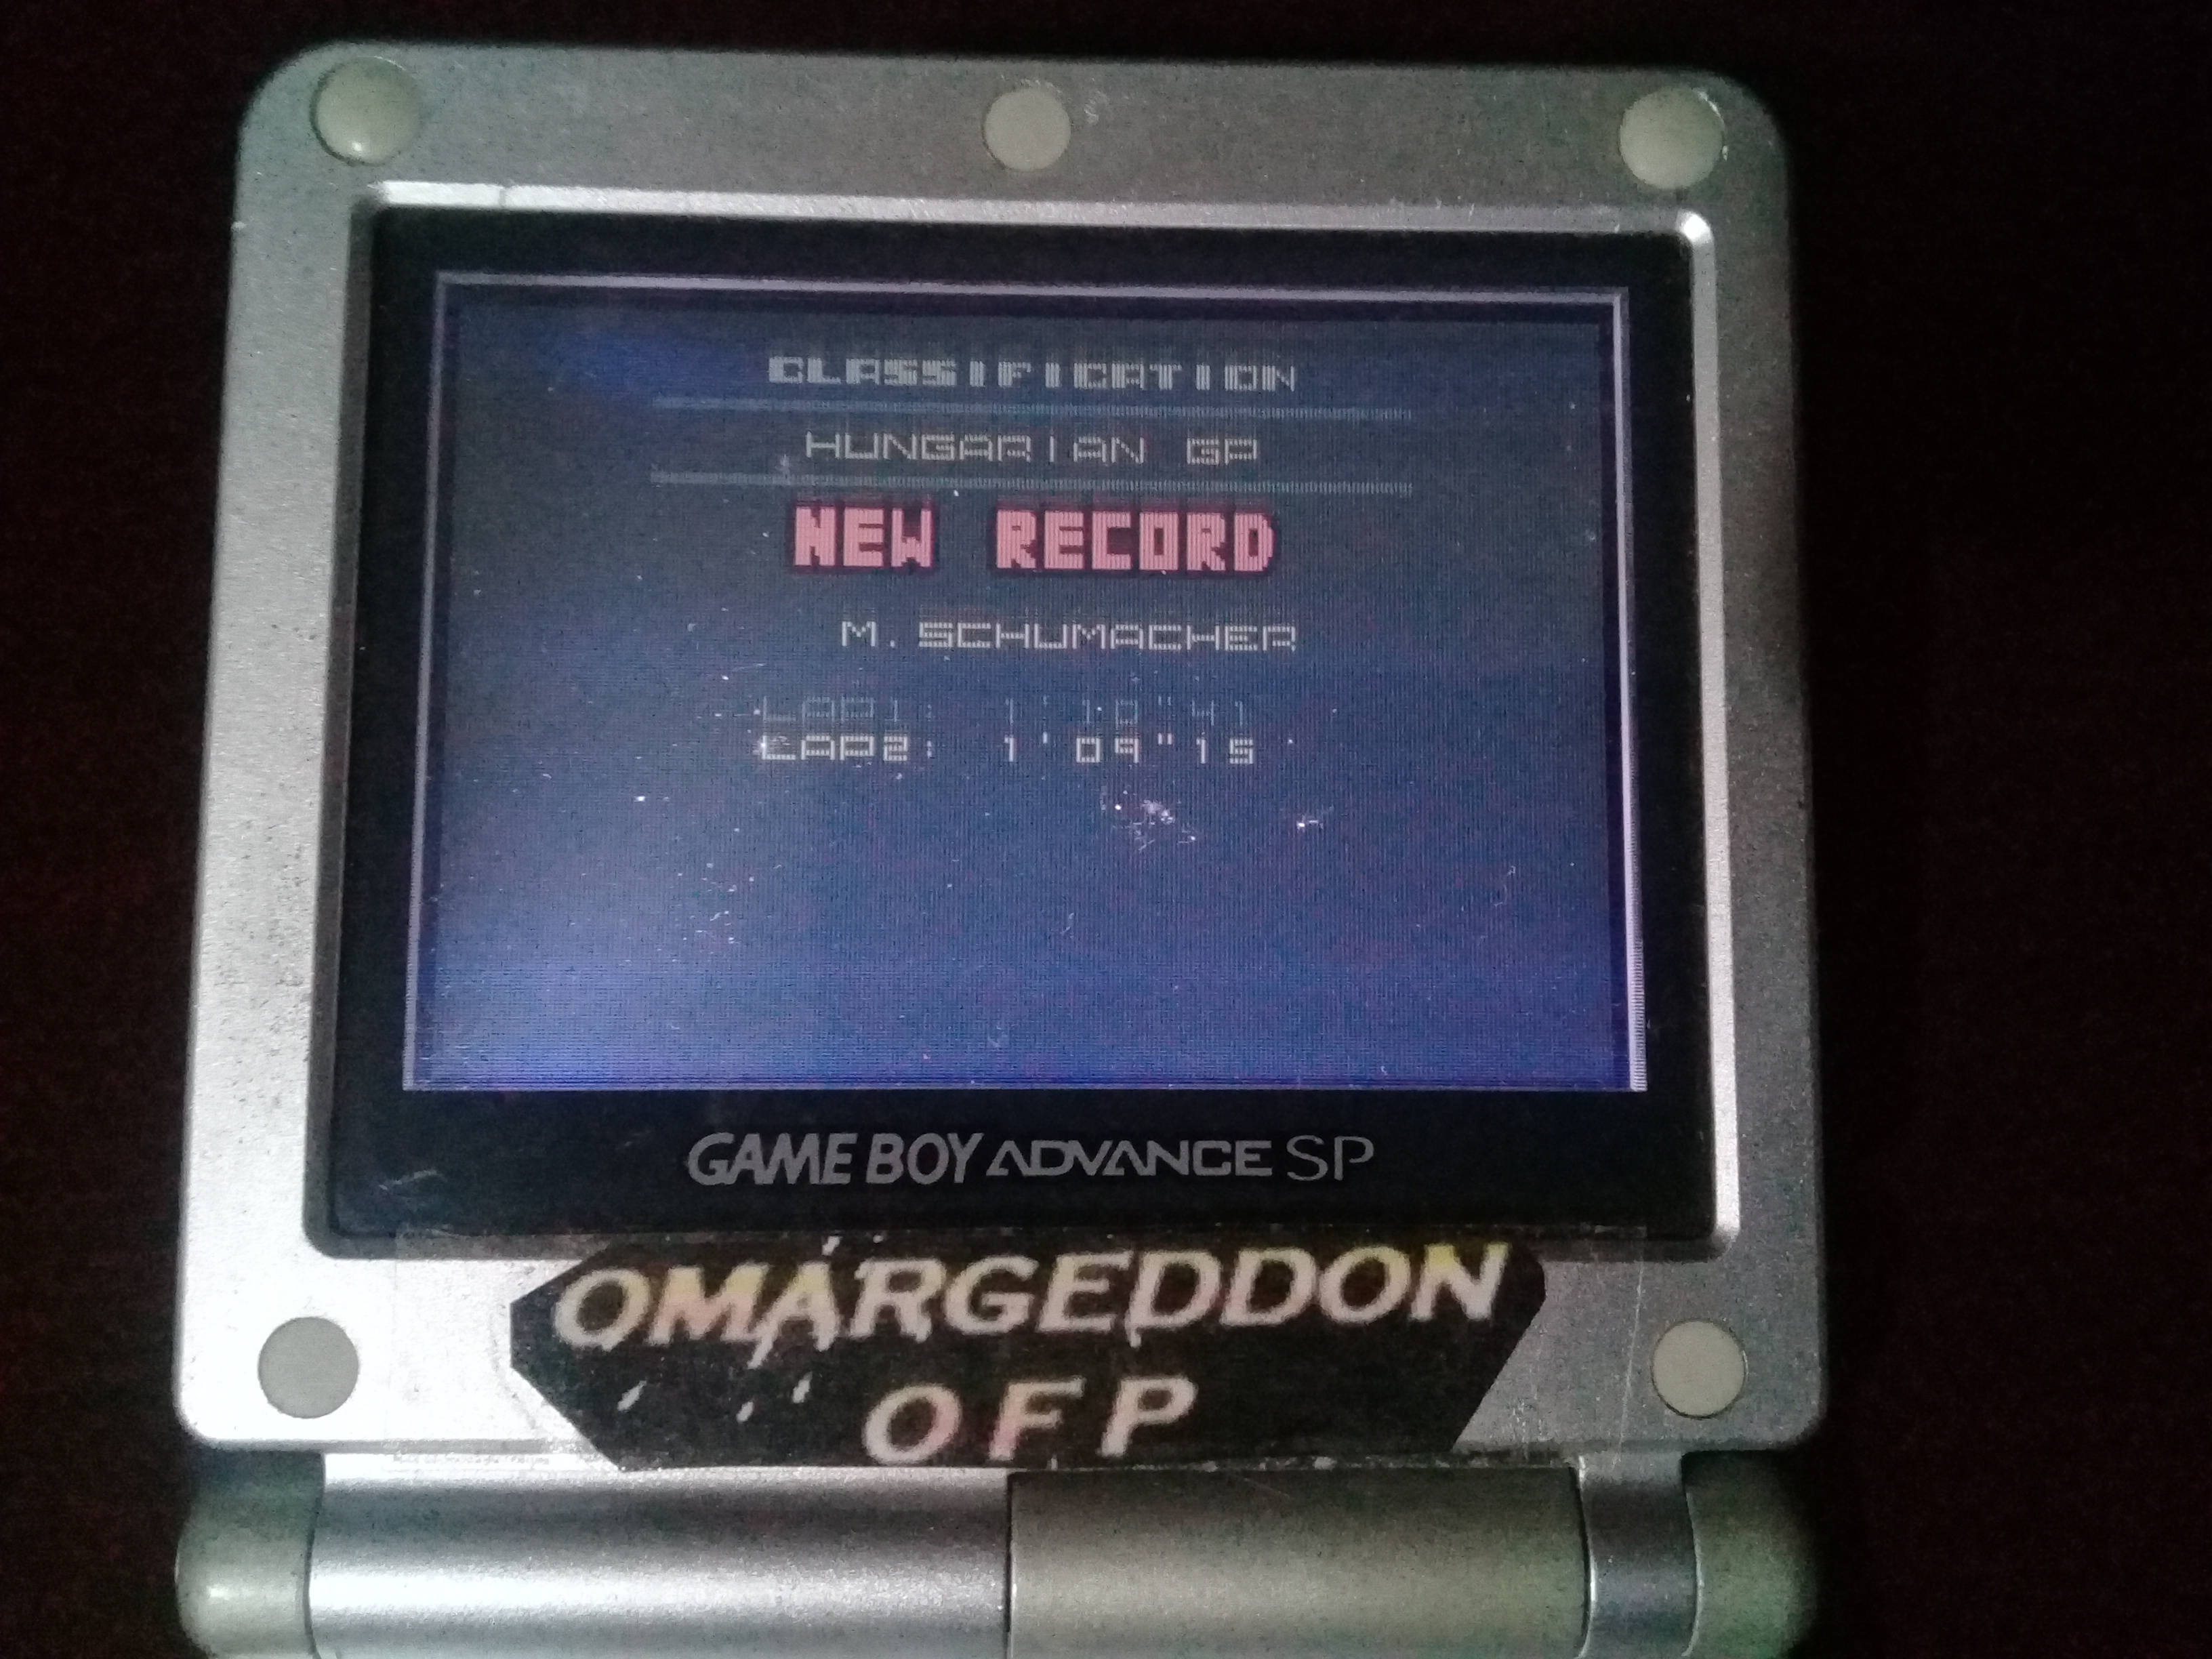 CLASSIFICATION
HUNGARIAN GP
NEW RECORD
M. SCHUMACHER
LAP1: 1'10"41
LAP2: 1'09"15
GAME BOY ADVANCE SP
OMARGEDDON
OFP